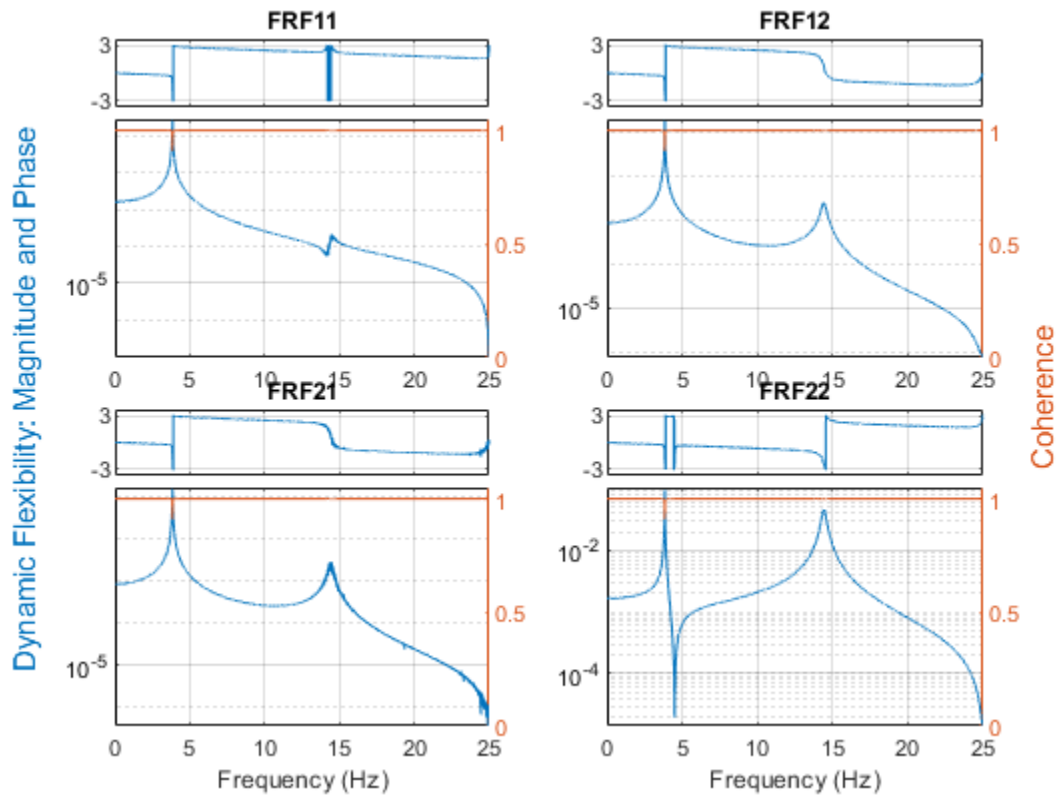 FRF11
FRF12
3
-3
3
-3
10⁻⁵
1
0.5
0
10⁻⁵
1
0.5
0
0 5 10 15 20 25
0 5 10 15 20 25
FRF21
FRF22
3
-3
3
-3
10⁻⁵
1
0.5
0
10⁻²
10⁻⁴
1
0.5
0
0 5 10 15 20 25
0 5 10 15 20 25
Frequency (Hz)
Frequency (Hz)
Dynamic Flexibility: Magnitude and Phase
Coherence